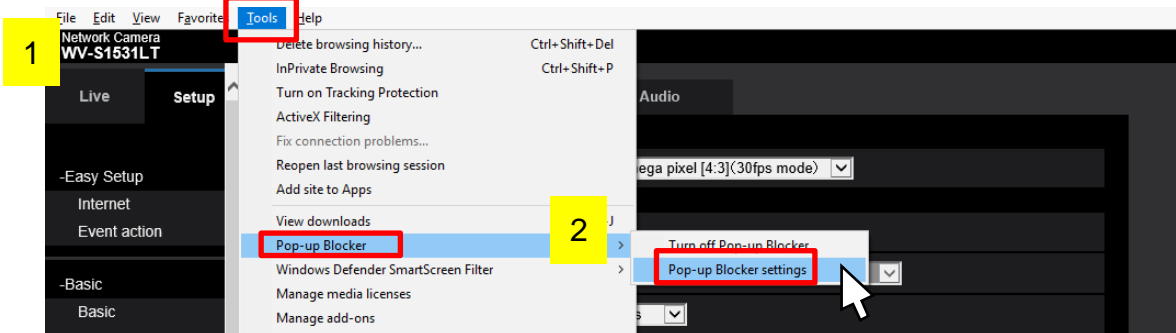 File Edit View Favorites Tools Help
1
Network Camera
WV-S1531LT
Live Setup Audio
Delete browsing history... Ctrl+Shift+Del
InPrivate Browsing Ctrl+Shift+P
Turn on Tracking Protection
ActiveX Filtering
Fix connection problems...
Reopen last browsing session
Add site to Apps
View downloads J
Pop-up Blocker >
Windows Defender SmartScreen Filter >
Manage media licenses
Manage add-ons
2
Turn off Pop-up Blocker
Pop-up Blocker settings
-Easy Setup
Internet
Event action
-Basic
Basic
ega pixel [4:3](30fps mode)
s